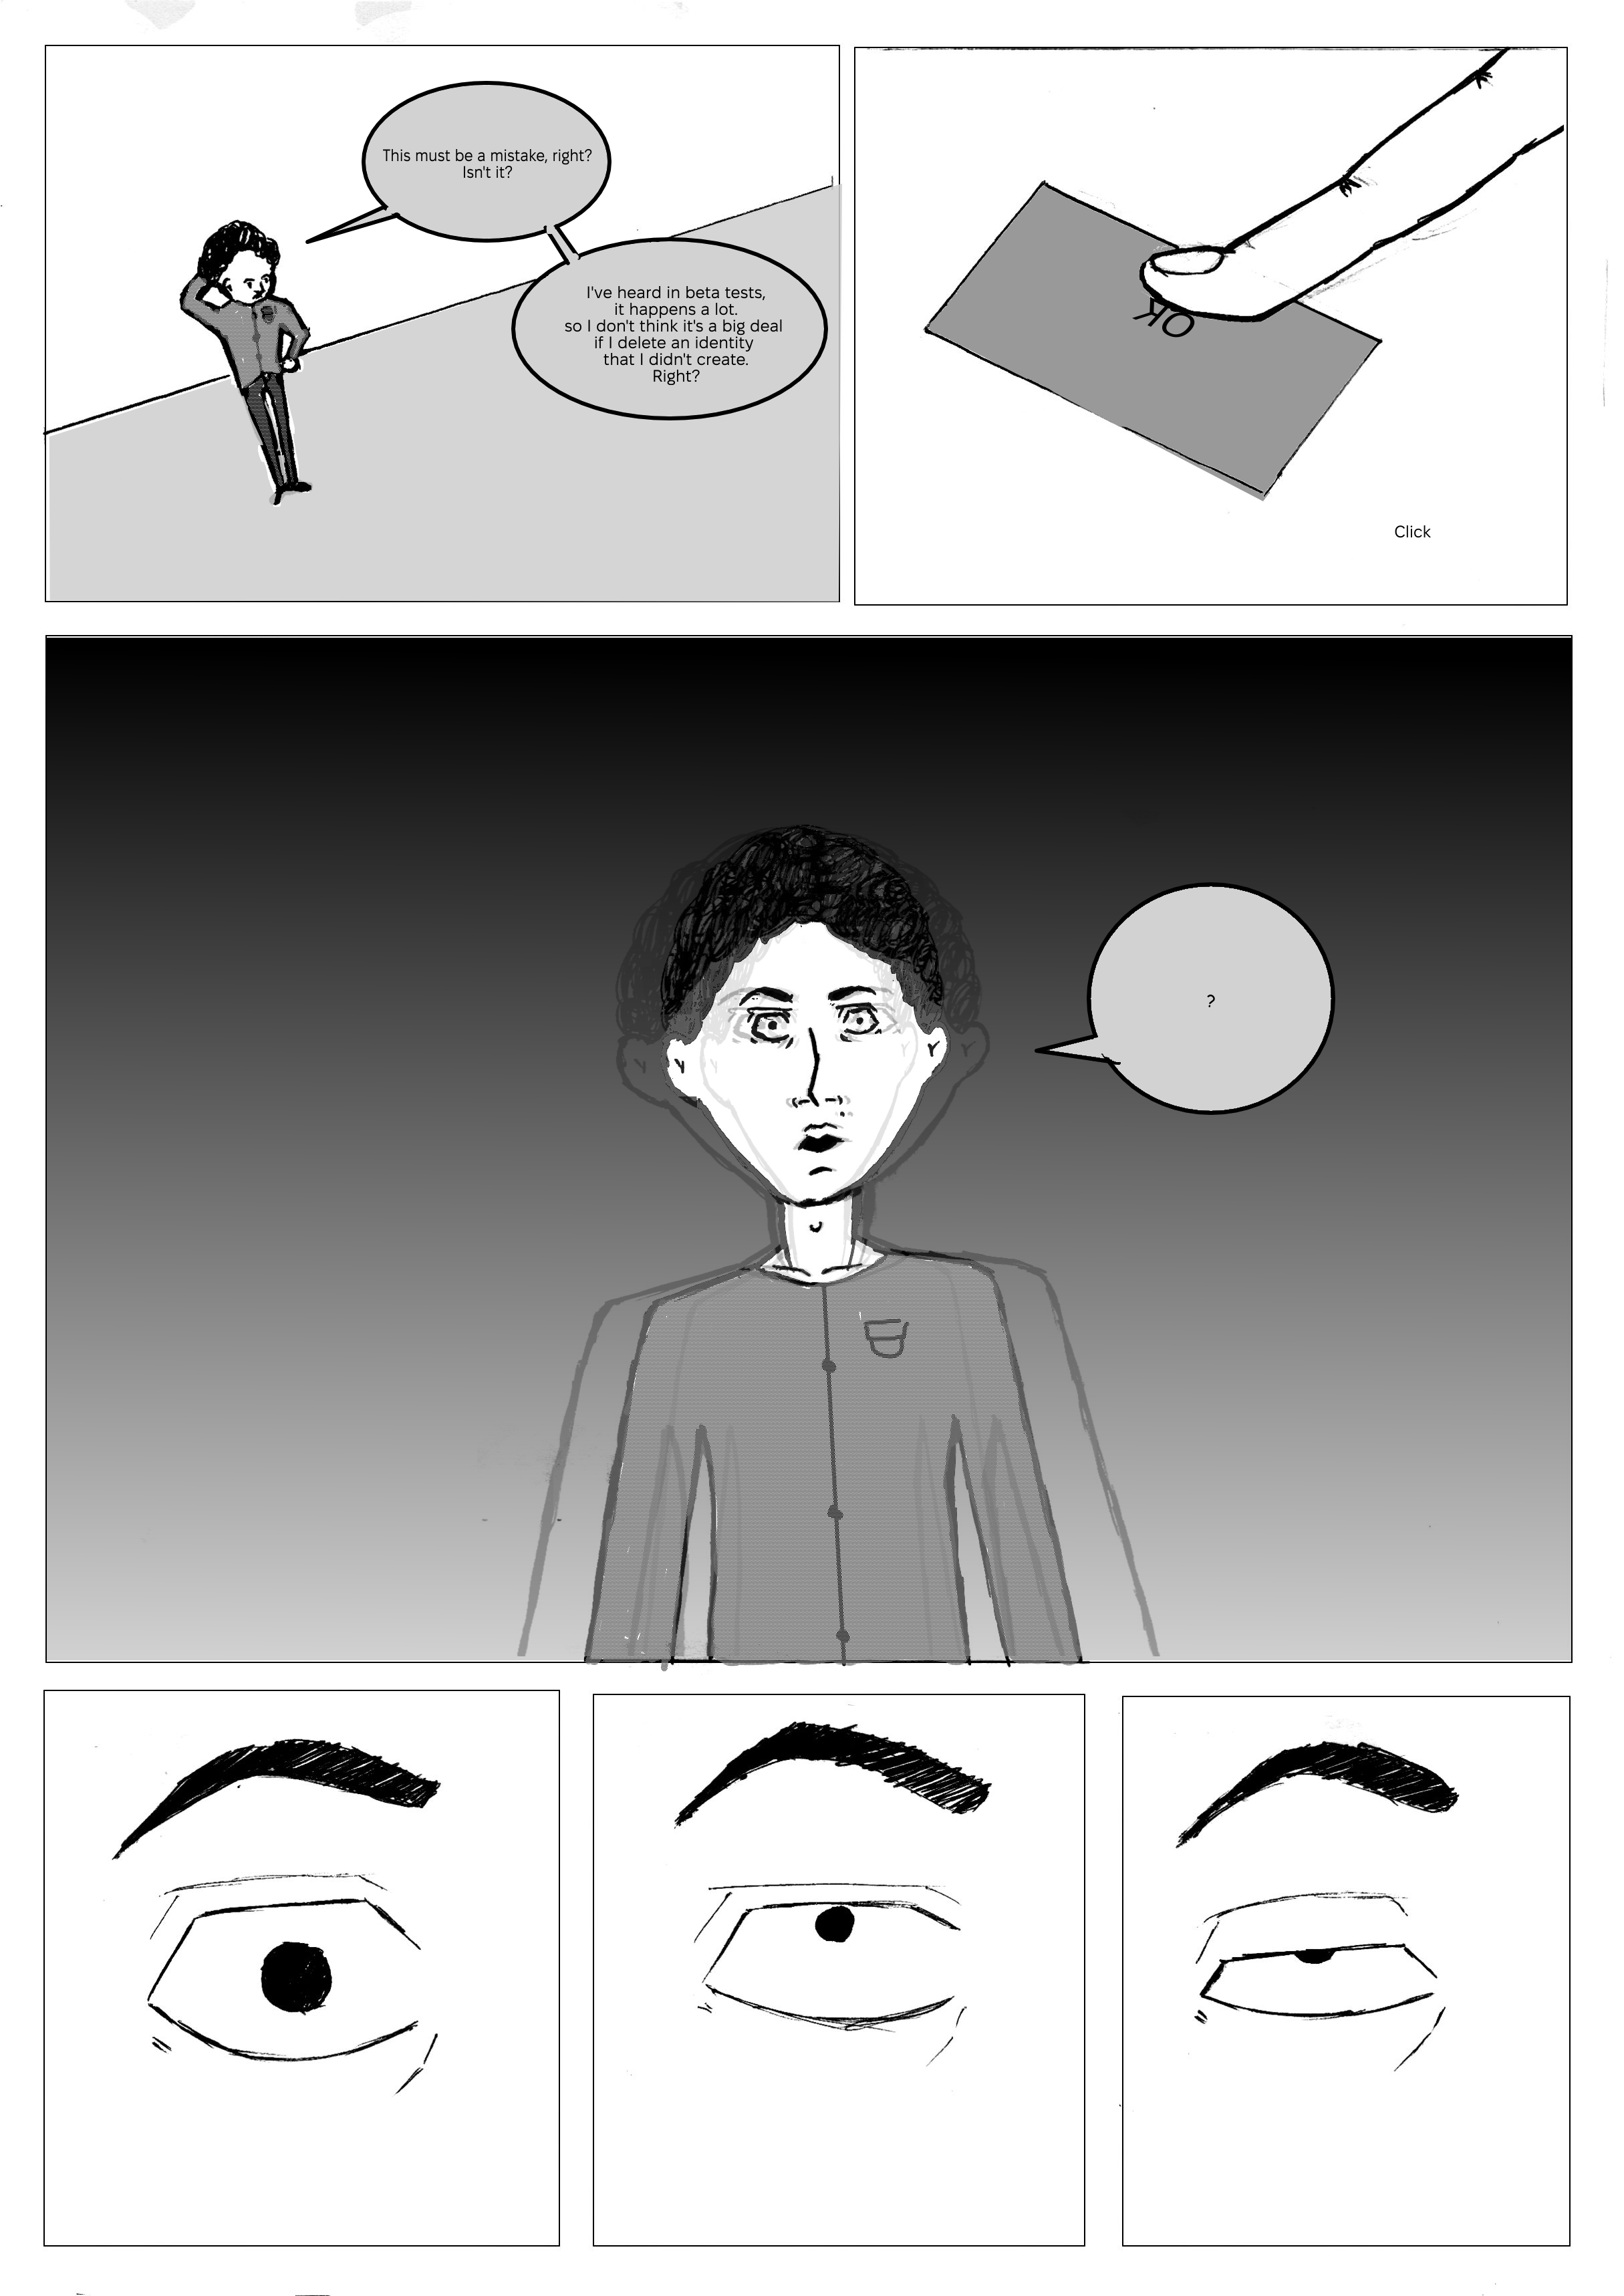 This must be a mistake, right?
Isn't it?
I've heard in beta tests,
it happens a lot.
so I don't think it's a big deal
if I delete an identity
that I didn't create.
Right?
OK
Click
?